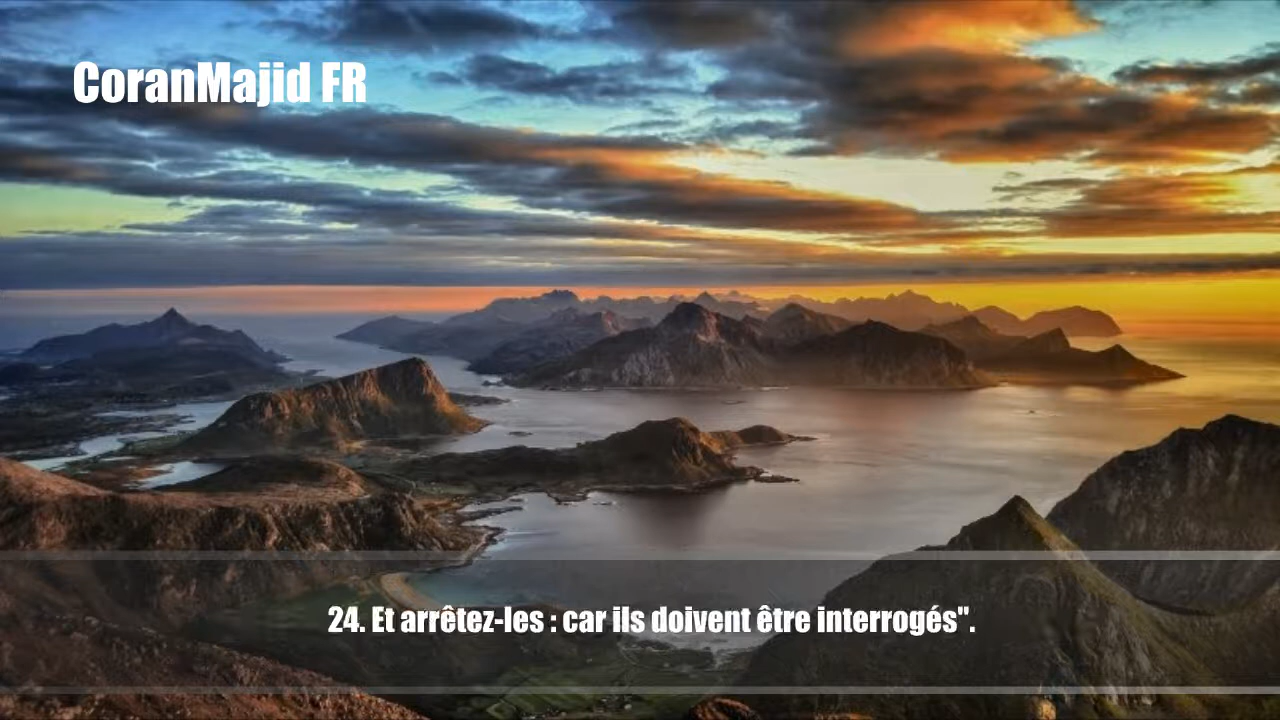 CoranMajid FR
24. Et arrêtez-les : car ils doivent être interrogés".